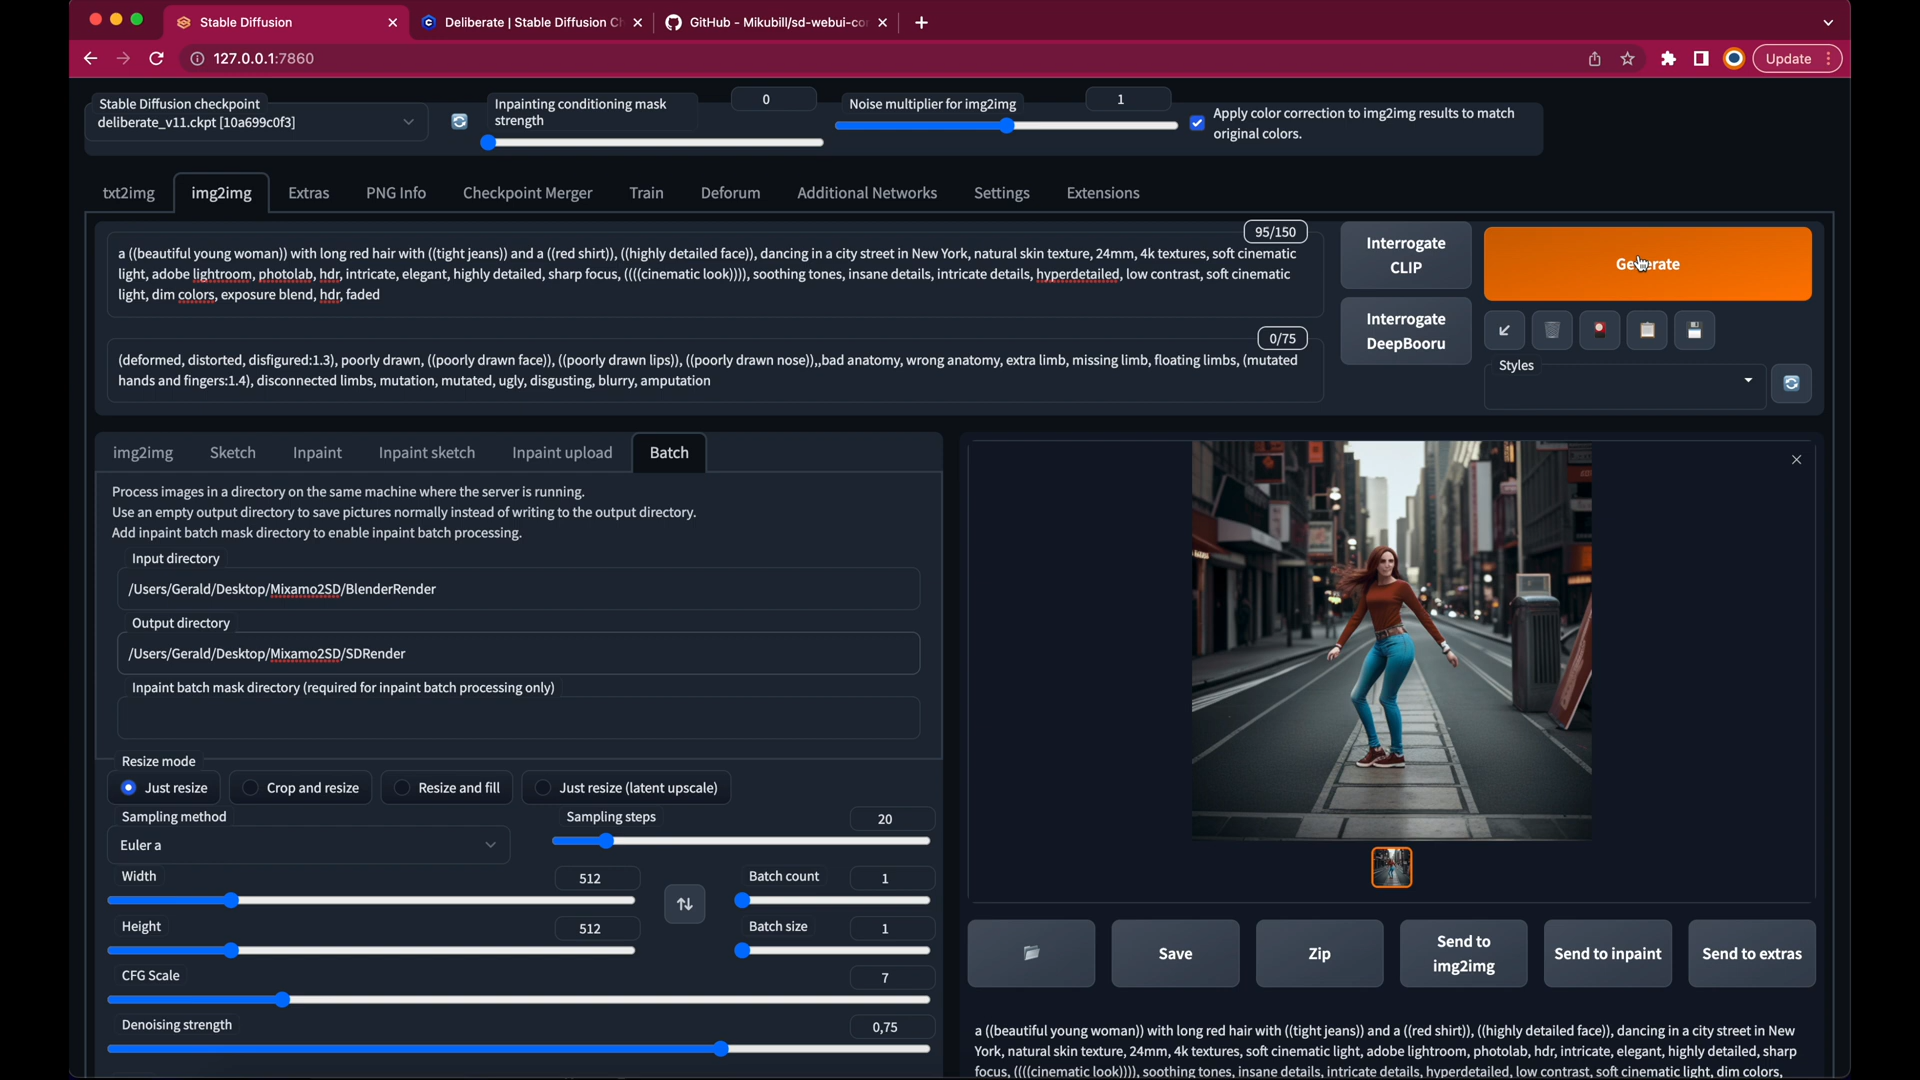 Stable Diffusion
Deliberate | Stable Diffusion Ch
GitHub - Mikubill/sd-webui-co
127.0.0.1:7860
Update
Stable Diffusion checkpoint
deliberate_v11.ckpt [10a699c0f3]
Inpainting conditioning mask
strength
0
Noise multiplier for img2img
1
Apply color correction to img2img results to match
original colors.
txt2img
img2img
Extras
PNG Info
Checkpoint Merger
Train
Deforum
Additional Networks
Settings
Extensions
95/150
a ((beautiful young woman)) with long red hair with ((tight jeans)) and a ((red shirt)), ((highly detailed face)), dancing in a city street in New York, natural skin texture, 24mm, 4k textures, soft cinematic
light, adobe lightroom, photolab, hdr, intricate, elegant, highly detailed, sharp focus, ((((cinematic look)))), soothing tones, insane details, intricate details, hyperdetailed, low contrast, soft cinematic
light, dim colors, exposure blend, hdr, faded
0/75
(deformed, distorted, disfigured:1.3), poorly drawn, ((poorly drawn face)), ((poorly drawn lips)), ((poorly drawn nose)),,bad anatomy, wrong anatomy, extra limb, missing limb, floating limbs, (mutated
hands and fingers:1.4), disconnected limbs, mutation, mutated, ugly, disgusting, blurry, amputation
Interrogate
CLIP
Interrogate
DeepBooru
Generate
Styles
img2img
Sketch
Inpaint
Inpaint sketch
Inpaint upload
Batch
Process images in a directory on the same machine where the server is running.
Use an empty output directory to save pictures normally instead of writing to the output directory.
Add inpaint batch mask directory to enable inpaint batch processing.
Input directory
/Users/Gerald/Desktop/Mixamo2SD/BlenderRender
Output directory
/Users/Gerald/Desktop/Mixamo2SD/SDRender
Inpaint batch mask directory (required for inpaint batch processing only)
Resize mode
Just resize
Crop and resize
Resize and fill
Just resize (latent upscale)
Sampling method
Euler a
Sampling steps
20
Width
512
Height
512
Batch count
1
Batch size
1
CFG Scale
7
Denoising strength
0,75
Save
Zip
Send to
img2img
Send to inpaint
Send to extras
a ((beautiful young woman)) with long red hair with ((tight jeans)) and a ((red shirt)), ((highly detailed face)), dancing in a city street in New
York, natural skin texture, 24mm, 4k textures, soft cinematic light, adobe lightroom, photolab, hdr, intricate, elegant, highly detailed, sharp
focus, ((((cinematic look)))), soothing tones, insane details, intricate details, hyperdetailed, low contrast, soft cinematic light, dim colors,